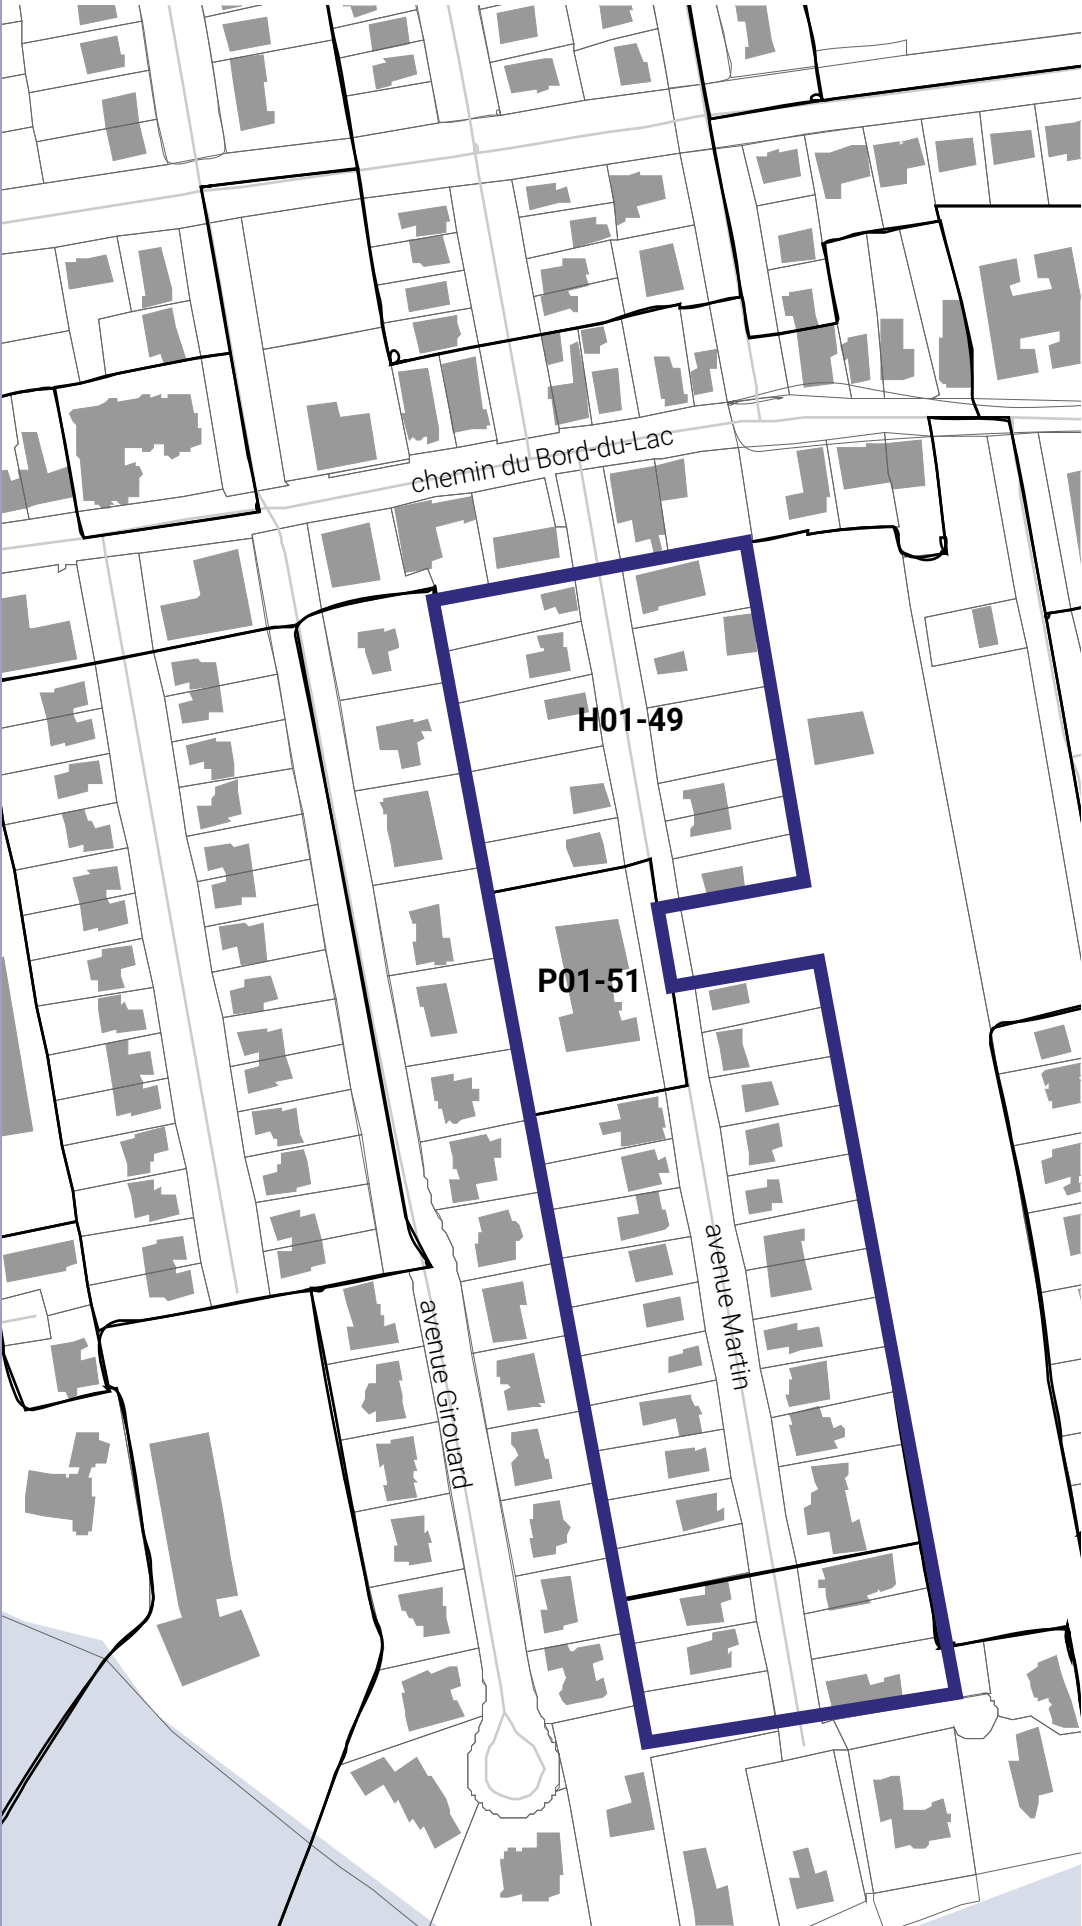 chemin du Bord-du-Lac
H01-49
P01-51
avenue Martin
avenue Girouard